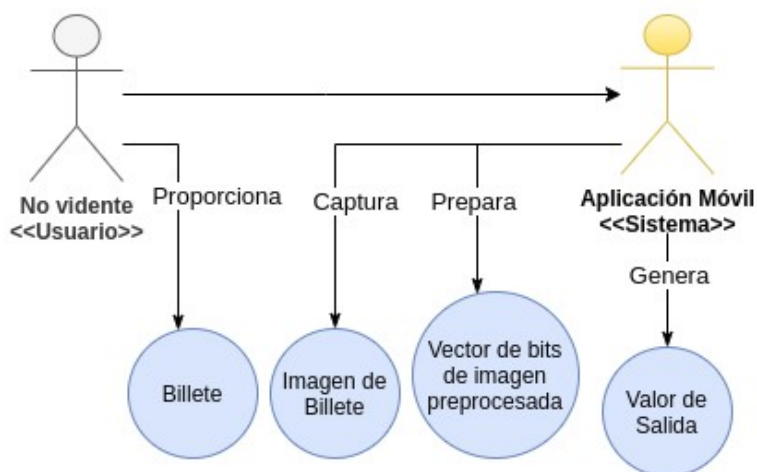 No vidente
<<Usuario>>
Proporciona
Captura
Prepara
Aplicación Móvil
<<Sistema>>
Genera
Billete
Imagen de
Billete
Vector de bits
de imagen
preprocesada
Valor de
Salida